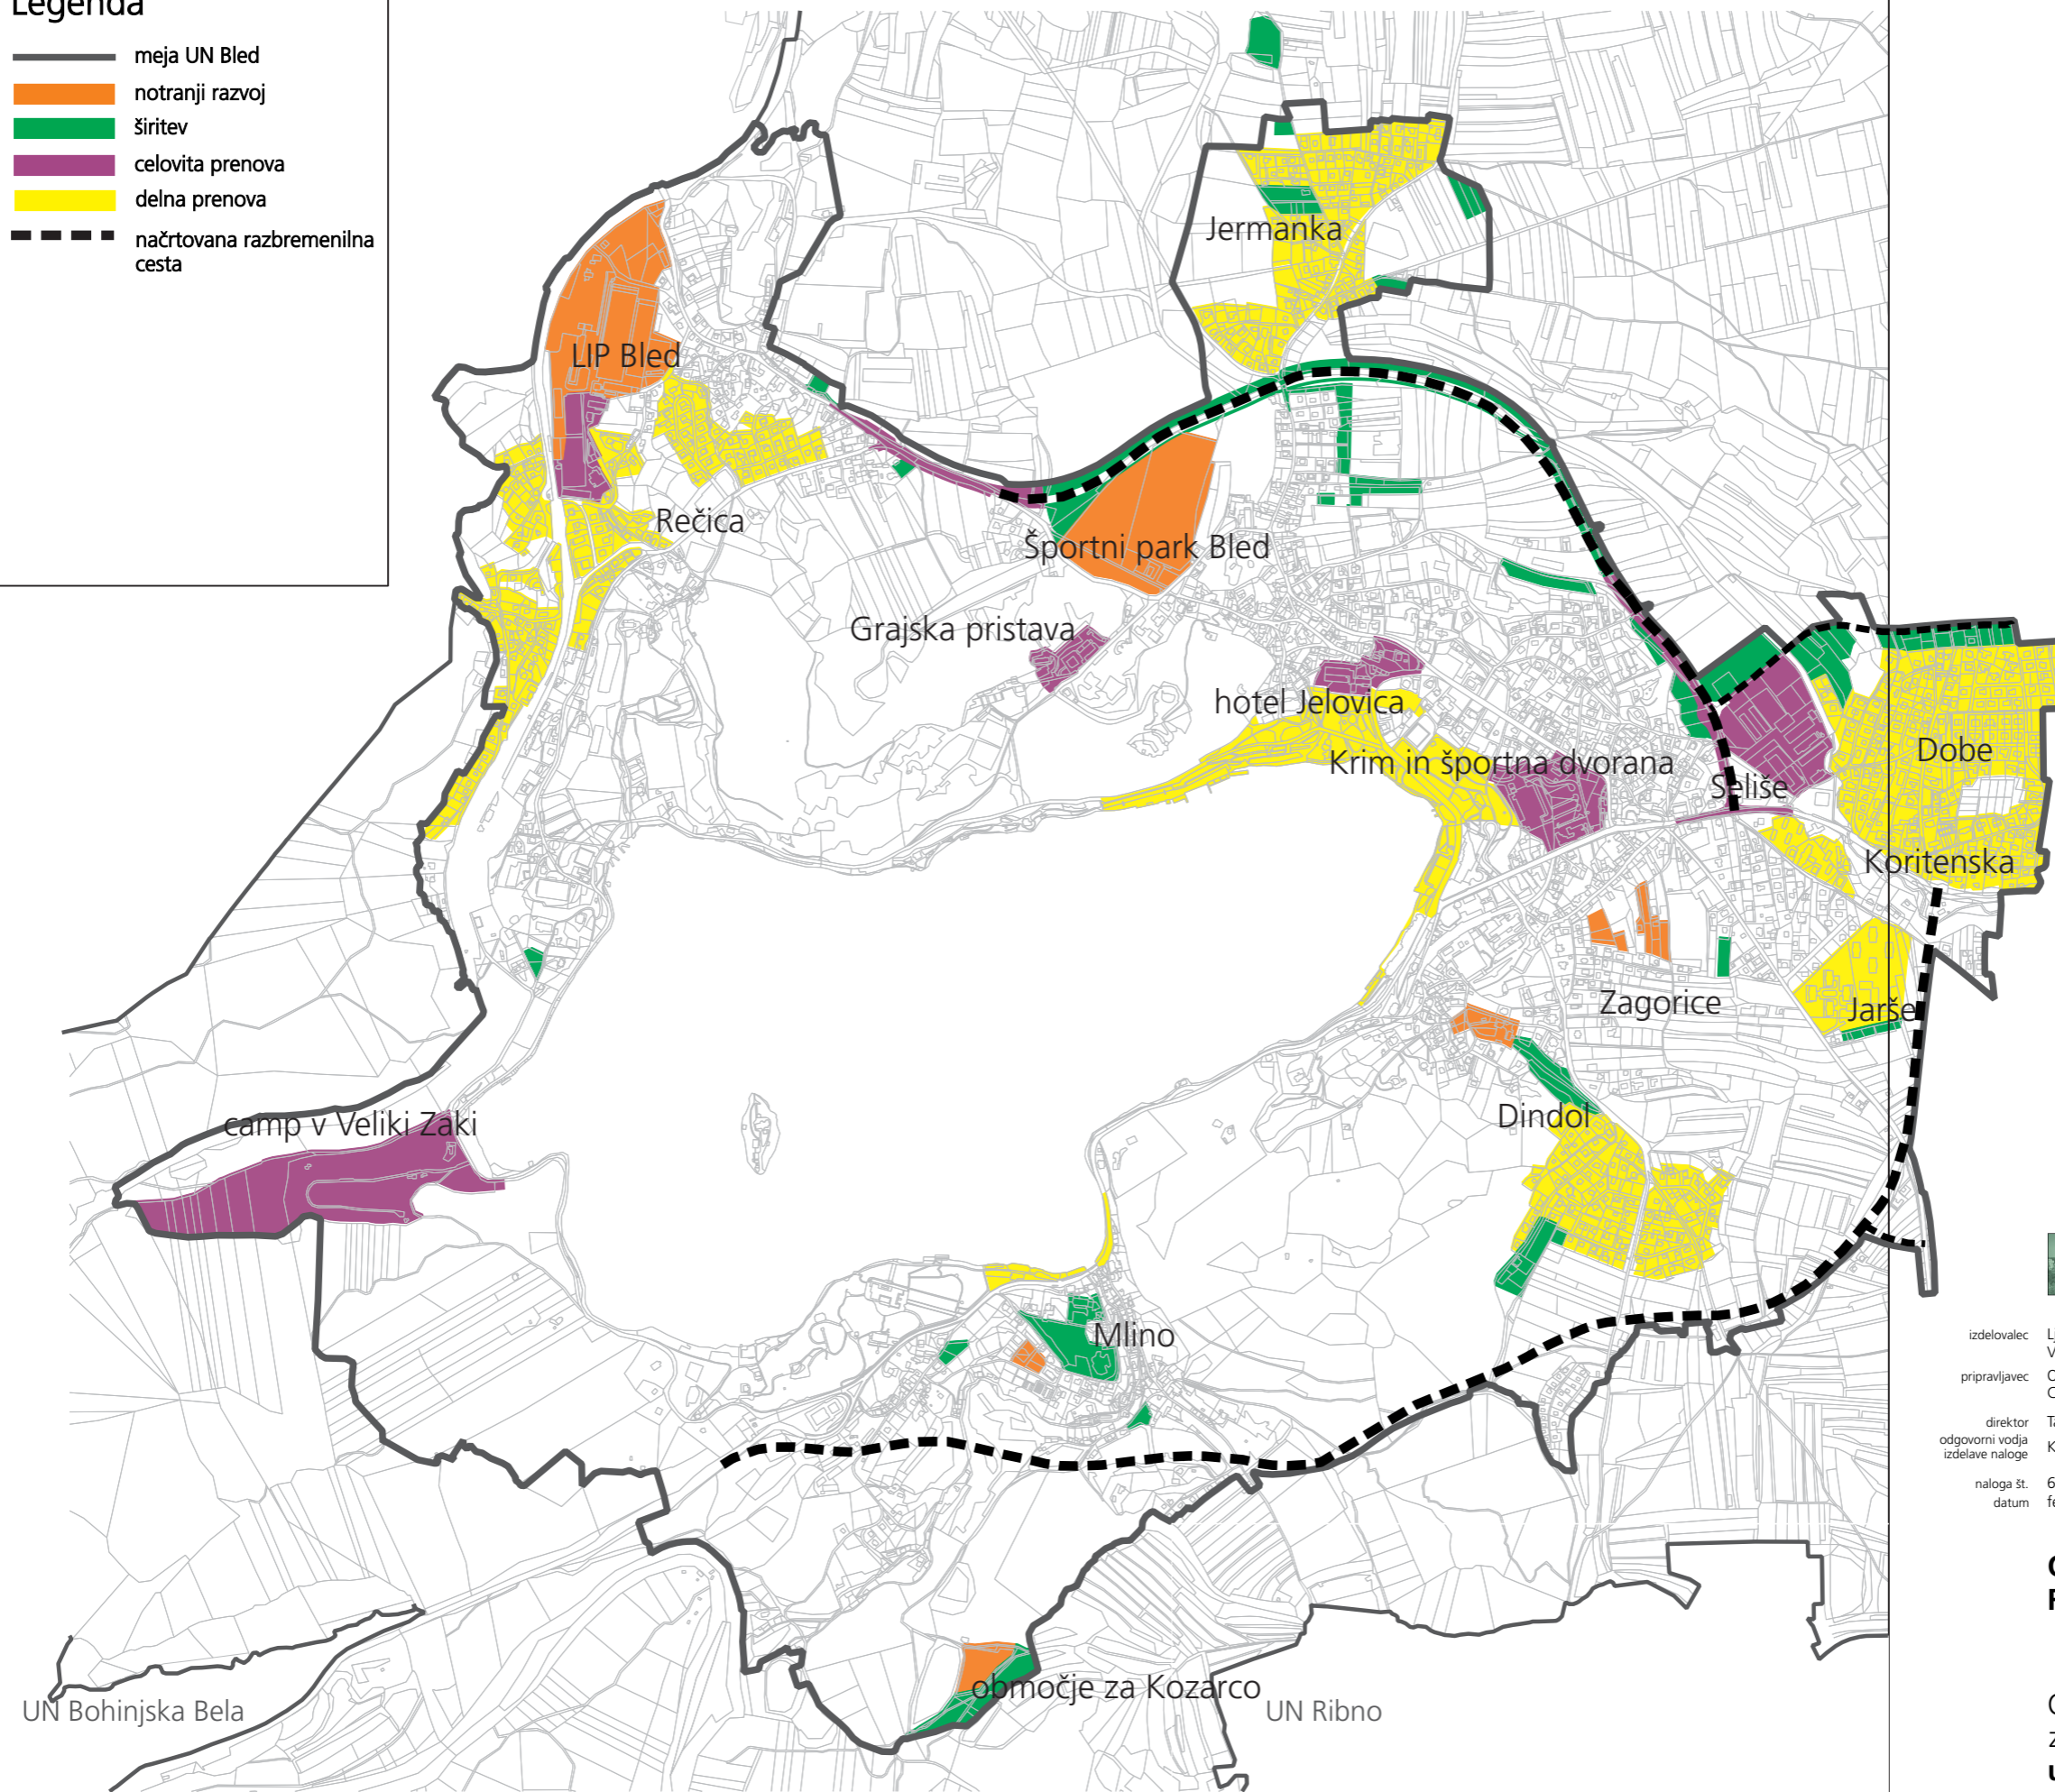 Legenda
meja UN Bled
notranji razvoj
širitev
celovita prenova
delna prenova
načrtovana razbremenilna
cesta
Jermanka
LIP Bled
Rečica
Športni park Bled
Grajska pristava
hotel Jelovica
Krim in športna dvorana
Dobe
Seliše
Koritenska
Zagorice
Jarše
Dindol
camp v Veliki Zaki
Mlino
izdelovalec
pripravljavec
direktor
odgovorni vodja
izdelave naloge
naloga št.
datum
območje za Kozarco
UN Bohinjska Bela
UN Ribno